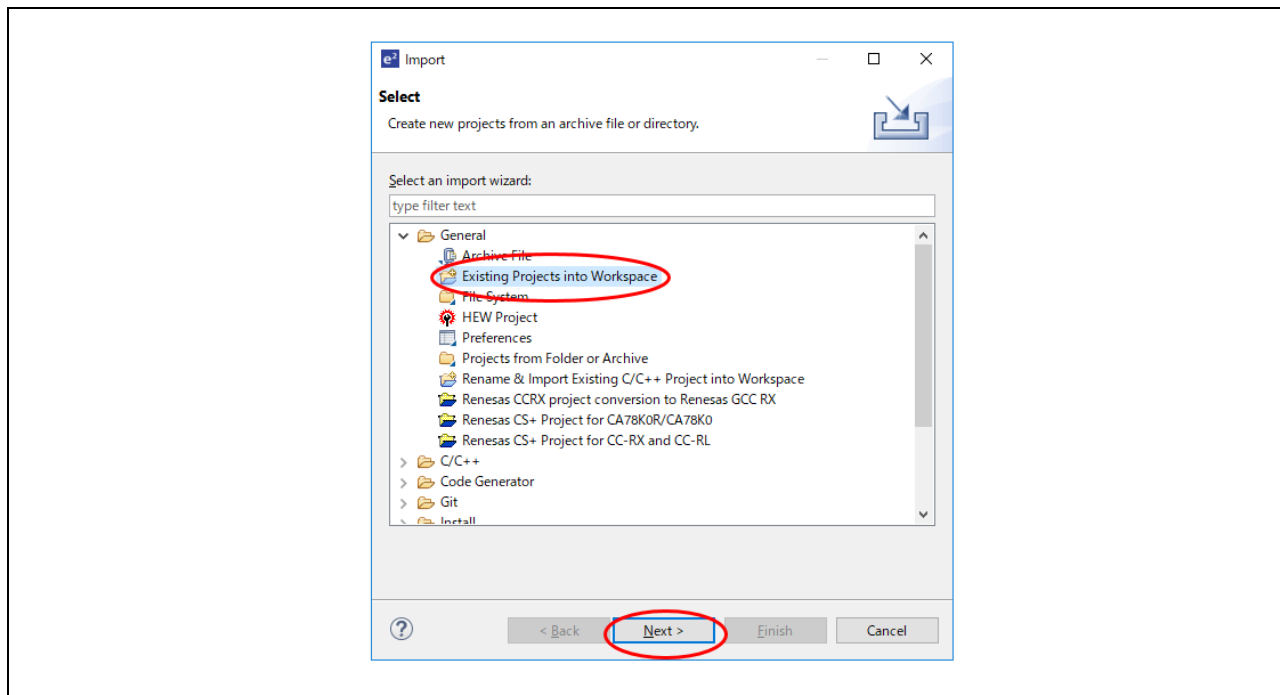 e² Import
Select
Create new projects from an archive file or directory.
Select an import wizard:
type filter text
General
Archive File
Existing Projects into Workspace
File System
HEW Project
Preferences
Projects from Folder or Archive
Rename & Import Existing C/C++ Project into Workspace
Renesas CCRX project conversion to Renesas GCC RX
Renesas CS+ Project for CA78K0R/CA78K0
Renesas CS+ Project for CC-RX and CC-RL
C/C++
Code Generator
Git
Install
?
< Back
Next >
Finish
Cancel